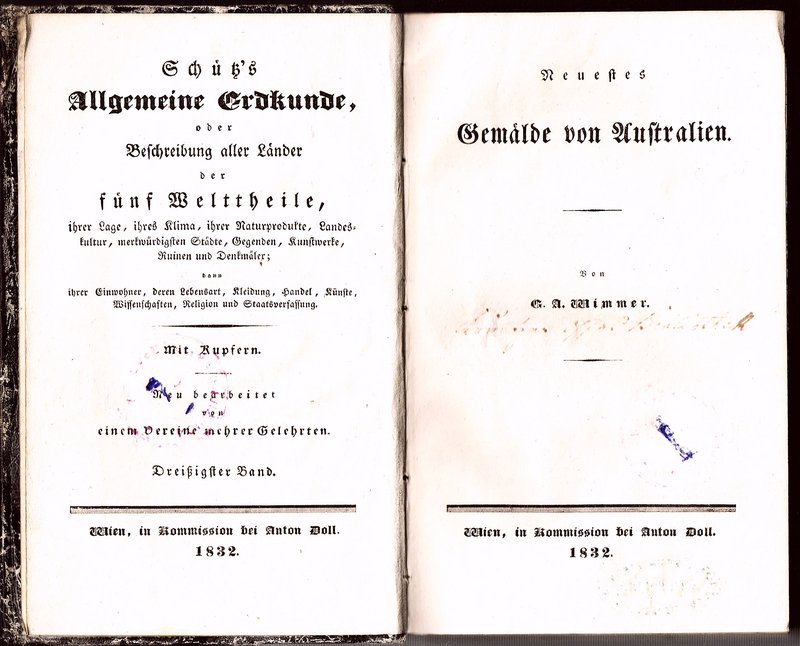 Schütz's
Allgemeine Erdkunde,
oder
Beschreibung aller Länder
der
fünf Welttheile,
ihrer Lage, ihres Klima, ihrer Naturprodukte, Landes-
kultur, merkwürdigsten Städte, Gegenden, Kunstwerke,
Ruinen und Denkmäler;
dann
ihrer Einwohner, deren Lebensart, Kleidung, Handel, Künste,
Wissenschaften, Religion und Staatsverfassung.
Mit Kupfern.
Neu bearbeitet
von
einem Vereine mehrer Gelehrten.
Dreißigster Band.
Wien, in Kommission bei Anton Doll.
1832.
Neuestes
Gemälde von Australien.
Von
G. A. Wimmer.
Wien, in Kommission bei Anton Doll.
1832.